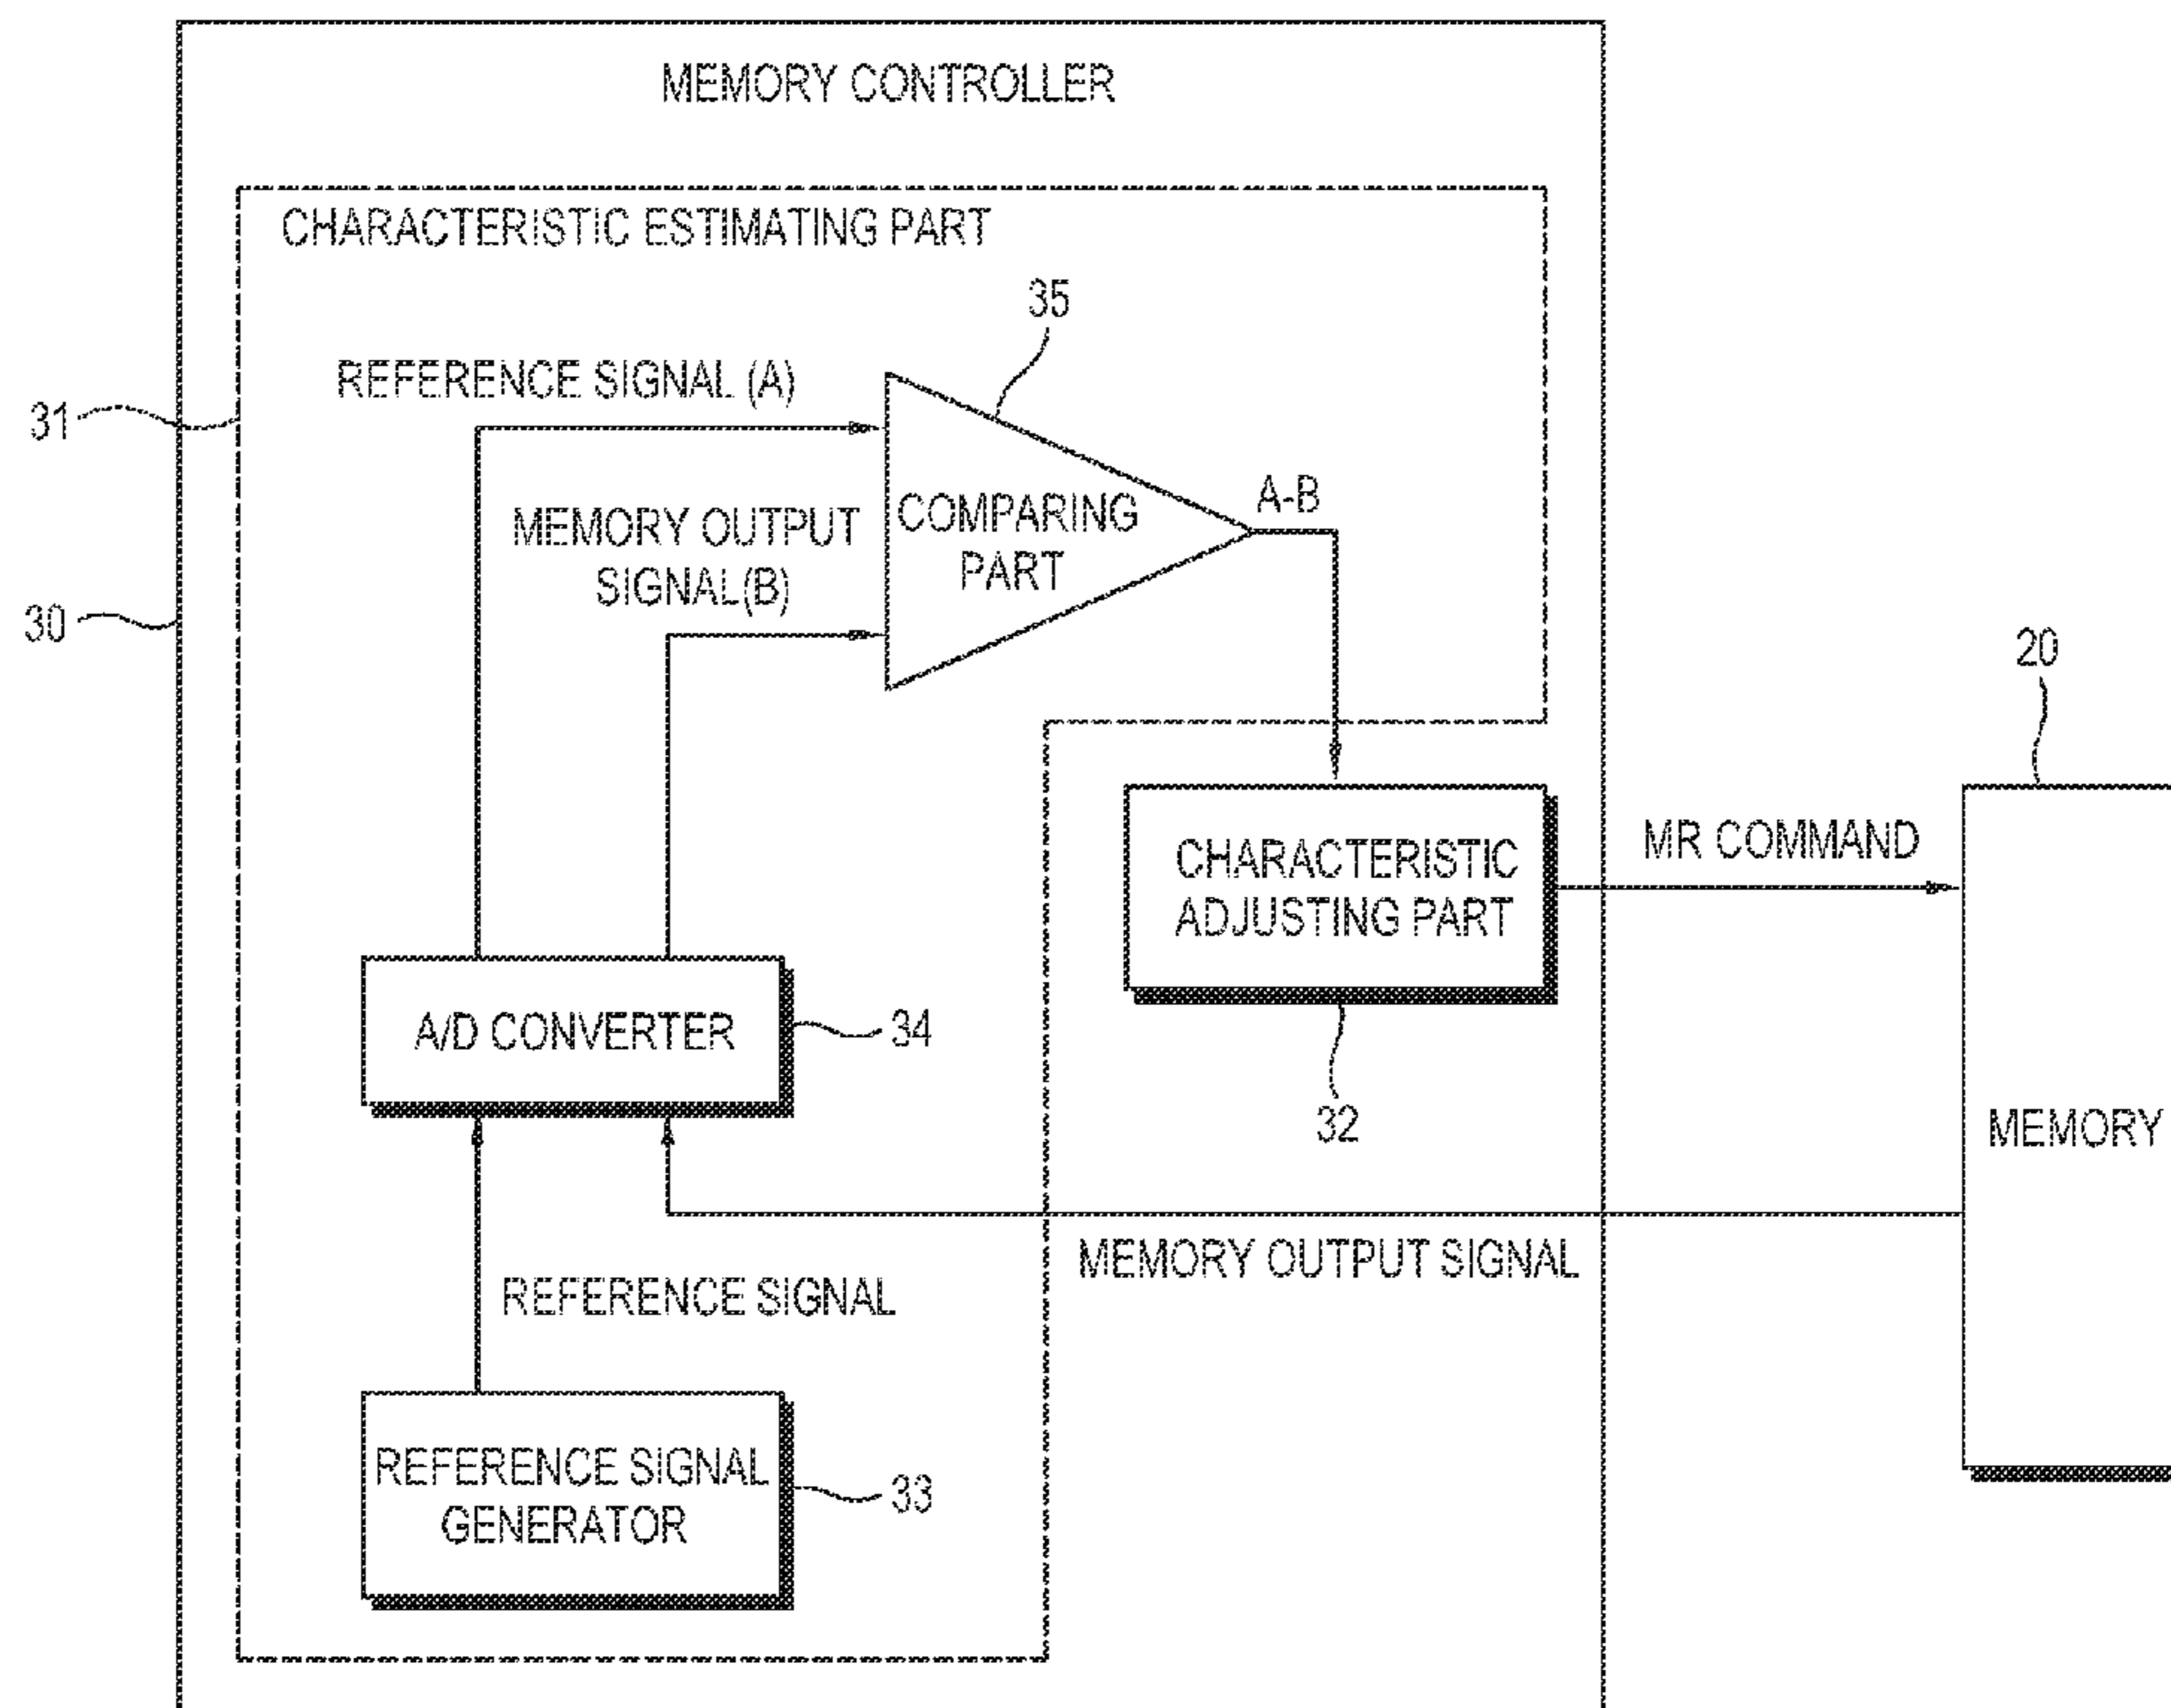 MEMORY CONTROLLER
CHARACTERISTIC ESTIMATING PART
35
REFERENCE SIGNAL (A)
31
A-B
MEMORY OUTPUT
SIGNAL(B)
COMPARING
PART
30
20
MR COMMAND
CHARACTERISTIC
ADJUSTING PART
A/D CONVERTER
34
32
MEMORY
MEMORY OUTPUT SIGNAL
REFERENCE SIGNAL
REFERENCE SIGNAL
GENERATOR
33